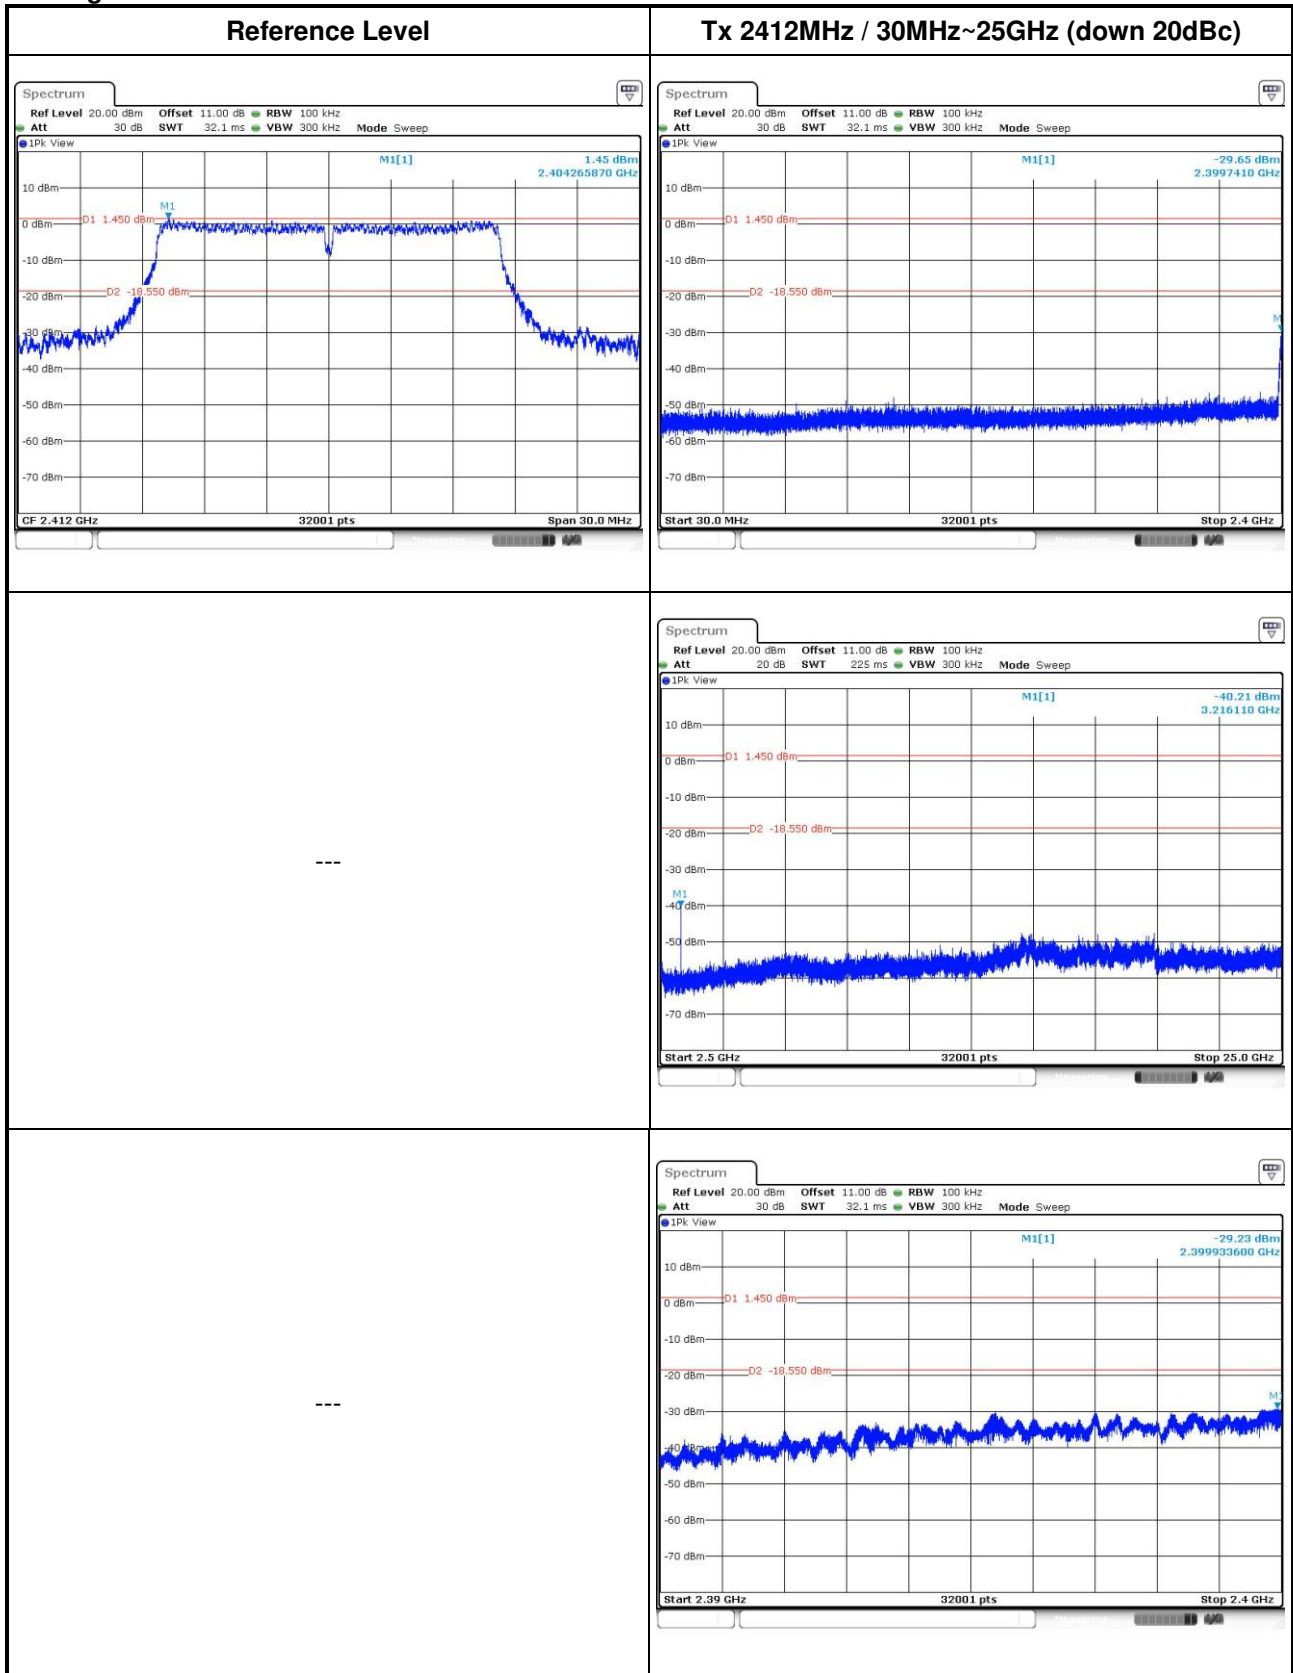 Reference Level
Tx 2412MHz / 30MHz~25GHz (down 20dBc)
Spectrum
Ref Level 20.00 dBm Offset 11.00 dB RBW 100 kHz
Att 30 dB SWT 32.1 ms VBW 300 kHz Mode Sweep
1Pk View
M1[1] 1.45 dBm
2.404265870 GHz
10 dBm
M1
D1 1.450 dBm
0 dBm
-10 dBm
D2 -18.550 dBm
-20 dBm
-30 dBm
-40 dBm
-50 dBm
-60 dBm
-70 dBm
CF 2.412 GHz 32001 pts Span 30.0 MHz
Spectrum
Ref Level 20.00 dBm Offset 11.00 dB RBW 100 kHz
Att 30 dB SWT 32.1 ms VBW 300 kHz Mode Sweep
1Pk View
M1[1] -29.65 dBm
2.3997410 GHz
10 dBm
D1 1.450 dBm
0 dBm
-10 dBm
D2 -18.550 dBm
-20 dBm
M
-30 dBm
-40 dBm
-50 dBm
-60 dBm
-70 dBm
Start 30.0 MHz 32001 pts Stop 2.4 GHz
---
Spectrum
Ref Level 20.00 dBm Offset 11.00 dB RBW 100 kHz
Att 20 dB SWT 225 ms VBW 300 kHz Mode Sweep
1Pk View
M1[1] -40.21 dBm
3.216110 GHz
10 dBm
D1 1.450 dBm
0 dBm
-10 dBm
D2 -18.550 dBm
-20 dBm
-30 dBm
M1
-40 dBm
-50 dBm
-70 dBm
Start 2.5 GHz 32001 pts Stop 25.0 GHz
---
Spectrum
Ref Level 20.00 dBm Offset 11.00 dB RBW 100 kHz
Att 30 dB SWT 32.1 ms VBW 300 kHz Mode Sweep
1Pk View
M1[1] -29.23 dBm
2.399933600 GHz
10 dBm
D1 1.450 dBm
0 dBm
-10 dBm
D2 -18.550 dBm
-20 dBm
M1
-30 dBm
-40 dBm
-50 dBm
-60 dBm
-70 dBm
Start 2.39 GHz 32001 pts Stop 2.4 GHz